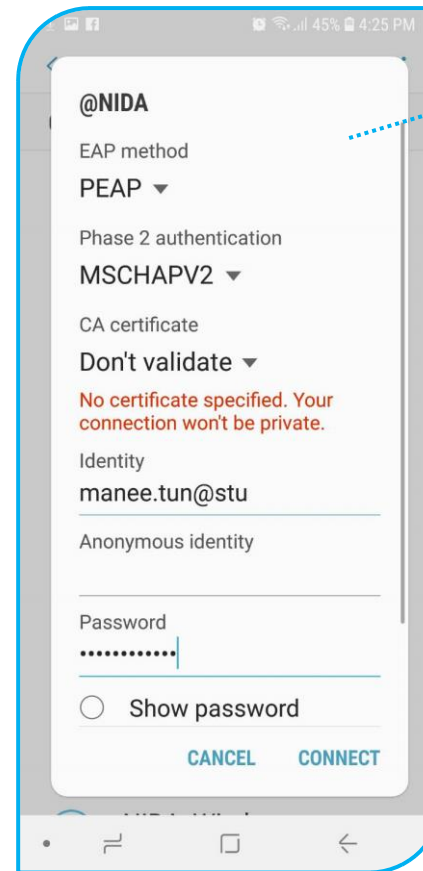 45% 4:25 PM
@NIDA
EAP method
PEAP
Phase 2 authentication
MSCHAPV2
CA certificate
Don't validate
No certificate specified. Your
connection won't be private.
Identity
manee.tun@stu
Anonymous identity
Password
••••••••••••
Show password
CANCEL CONNECT